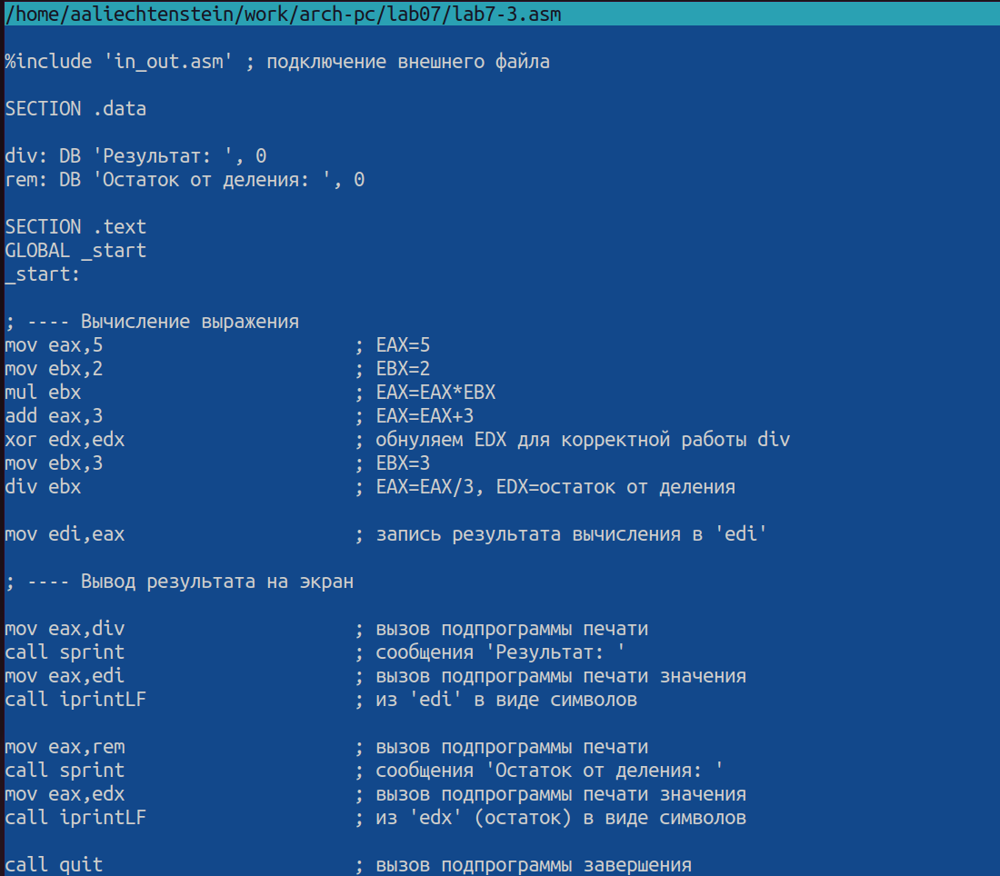 /home/aaliechtenstein/work/arch-pc/lab07/lab7-3.asm
%include 'in_out.asm' ; подключение внешнего файла
SECTION .data
div: DB 'Результат: ', 0
rem: DB 'Остаток от деления: ', 0
SECTION .text
GLOBAL _start
_start:
; ---- Вычисление выражения
mov eax,5 ; EAX=5
mov ebx,2 ; EBX=2
mul ebx ; EAX=EAX*EBX
add eax,3 ; EAX=EAX+3
xor edx,edx ; обнуляем EDX для корректной работы div
mov ebx,3 ; EBX=3
div ebx ; EAX=EAX/3, EDX=остаток от деления
mov edi,eax ; запись результата вычисления в 'edi'
; ---- Вывод результата на экран
mov eax,div ; вызов подпрограммы печати
call sprint ; сообщения 'Результат: '
mov eax,edi ; вызов подпрограммы печати значения
call iprintLF ; из 'edi' в виде символов
mov eax,rem ; вызов подпрограммы печати
call sprint ; сообщения 'Остаток от деления: '
mov eax,edx ; вызов подпрограммы печати значения
call iprintLF ; из 'edx' (остаток) в виде символов
call quit ; вызов подпрограммы завершения